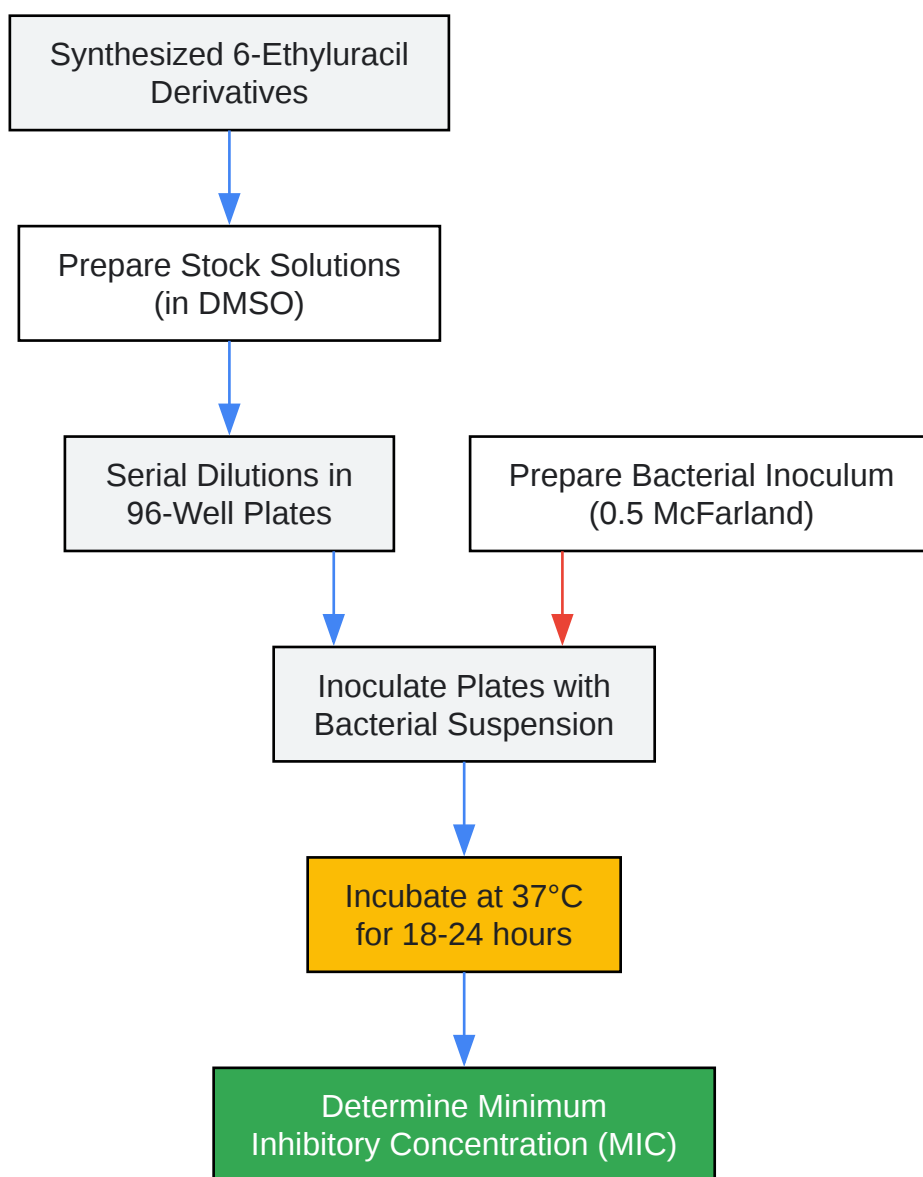 Synthesized 6-Ethyluracil
Derivatives
Prepare Stock Solutions
(in DMSO)
Serial Dilutions in
96-Well Plates
Prepare Bacterial Inoculum
(0.5 McFarland)
Inoculate Plates with
Bacterial Suspension
Incubate at 37°C
for 18-24 hours
Determine Minimum
Inhibitory Concentration (MIC)